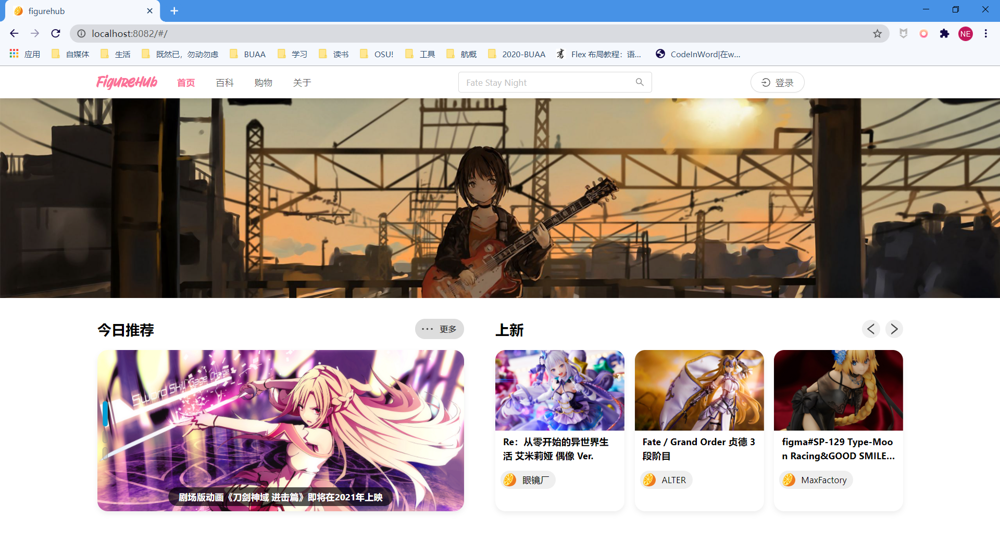 figurehub
localhost:8082/#/
NE
应用 自媒体 生活 既然已,勿动勿虑 BUAA 学习 读书 OSU! 工具 航概 2020-BUAA Flex 布局教程:语... CodeInWord|在w...
FigureHub 首页 百科 购物 关于 Fate Stay Night 登录
今日推荐 ··· 更多
Sword Skill Gage Charge
剧场版动画《刀剑神域 进击篇》即将在2021年上映
上新
Re:从零开始的异世界生
活 艾米莉娅 偶像 Ver.
眼镜厂
Fate / Grand Order 贞德 3
段阶目
ALTER
figma#SP-129 Type-Moo
n Racing&GOOD SMILE...
MaxFactory